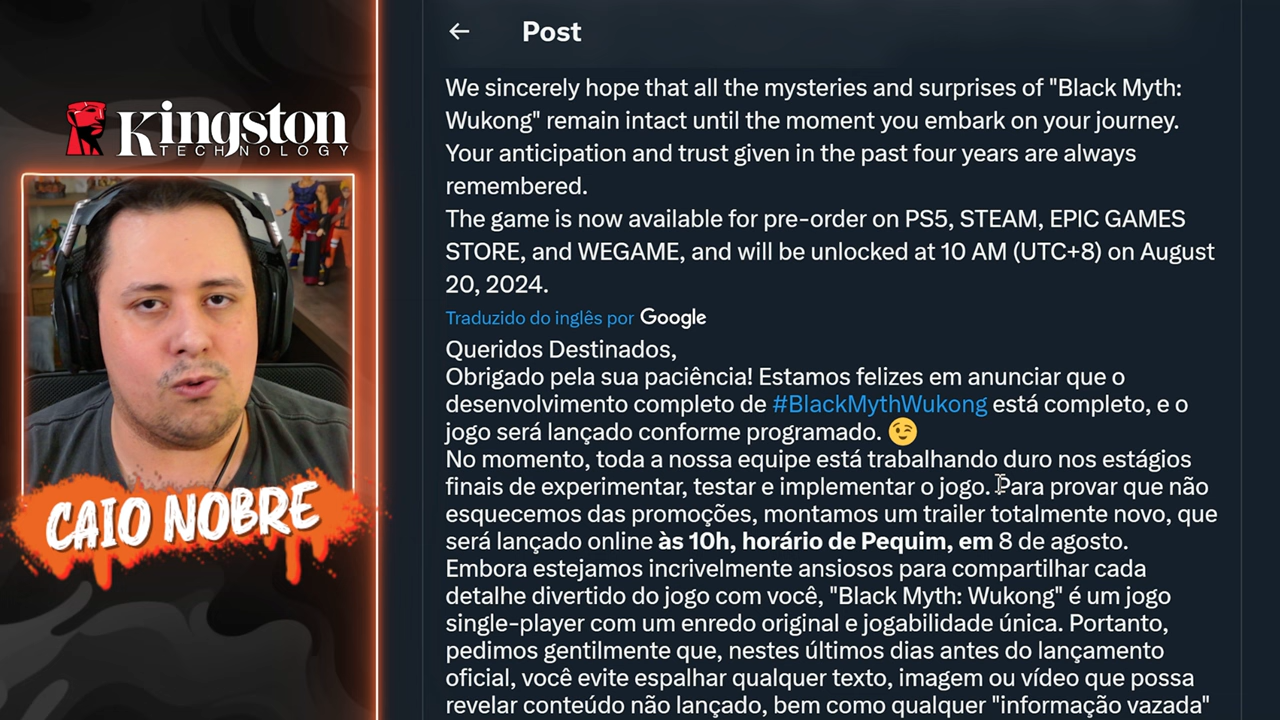 Kingston
TECHNOLOGY
CAIO NOBRE
Post
We sincerely hope that all the mysteries and surprises of "Black Myth:
Wukong" remain intact until the moment you embark on your journey.
Your anticipation and trust given in the past four years are always
remembered.
The game is now available for pre-order on PS5, STEAM, EPIC GAMES
STORE, and WEGAME, and will be unlocked at 10 AM (UTC+8) on August
20, 2024.
Traduzido do inglês por Google
Queridos Destinados,
Obrigado pela sua paciência! Estamos felizes em anunciar que o
desenvolvimento completo de #BlackMythWukong está completo, e o
jogo será lançado conforme programado. 😉
No momento, toda a nossa equipe está trabalhando duro nos estágios
finais de experimentar, testar e implementar o jogo. Para provar que não
esquecemos das promoções, montamos um trailer totalmente novo, que
será lançado online às 10h, horário de Pequim, em 8 de agosto.
Embora estejamos incrivelmente ansiosos para compartilhar cada
detalhe divertido do jogo com você, "Black Myth: Wukong" é um jogo
single-player com um enredo original e jogabilidade única. Portanto,
pedimos gentilmente que, nestes últimos dias antes do lançamento
oficial, você evite espalhar qualquer texto, imagem ou vídeo que possa
revelar conteúdo não lançado, bem como qualquer "informação vazada"